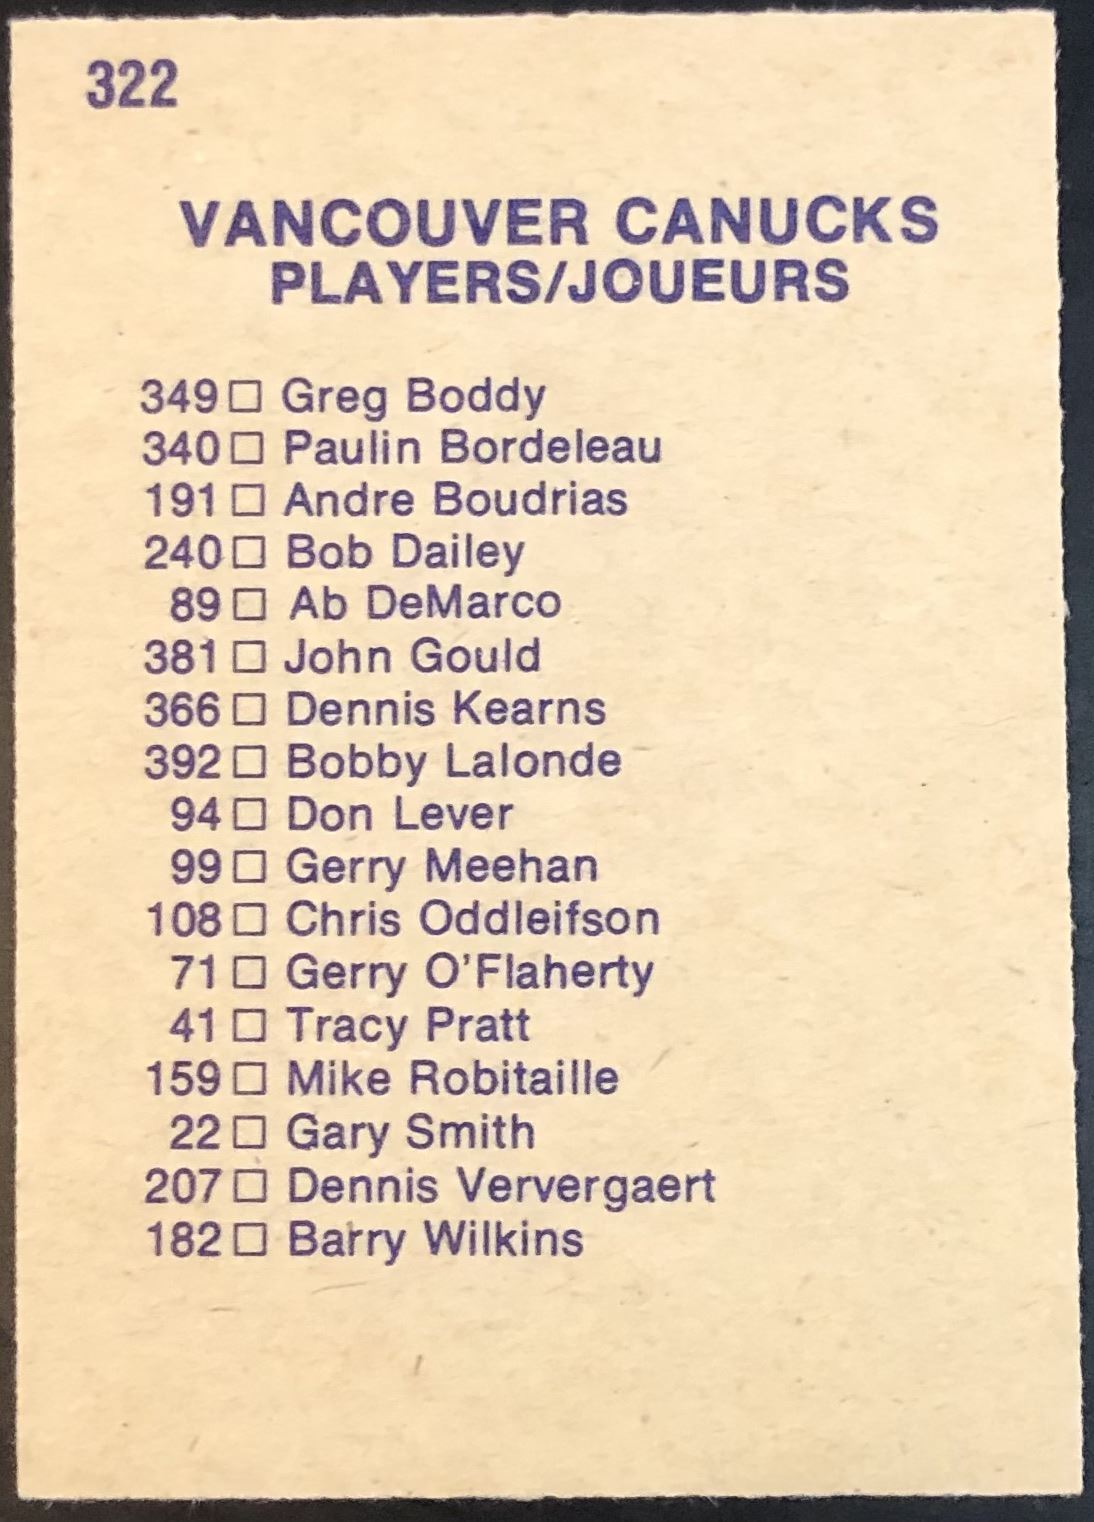 322
VANCOUVER CANUCKS
PLAYERS/JOUEURS
349 □ Greg Boddy
340 □ Paulin Bordeleau
191 □ Andre Boudrias
240 □ Bob Dailey
89 □ Ab DeMarco
381 □ John Gould
366 □ Dennis Kearns
392 □ Bobby Lalonde
94 □ Don Lever
99 □ Gerry Meehan
108 □ Chris Oddleifson
71 □ Gerry O'Flaherty
41 □ Tracy Pratt
159 □ Mike Robitaille
22 □ Gary Smith
207 □ Dennis Ververgaert
182 □ Barry Wilkins